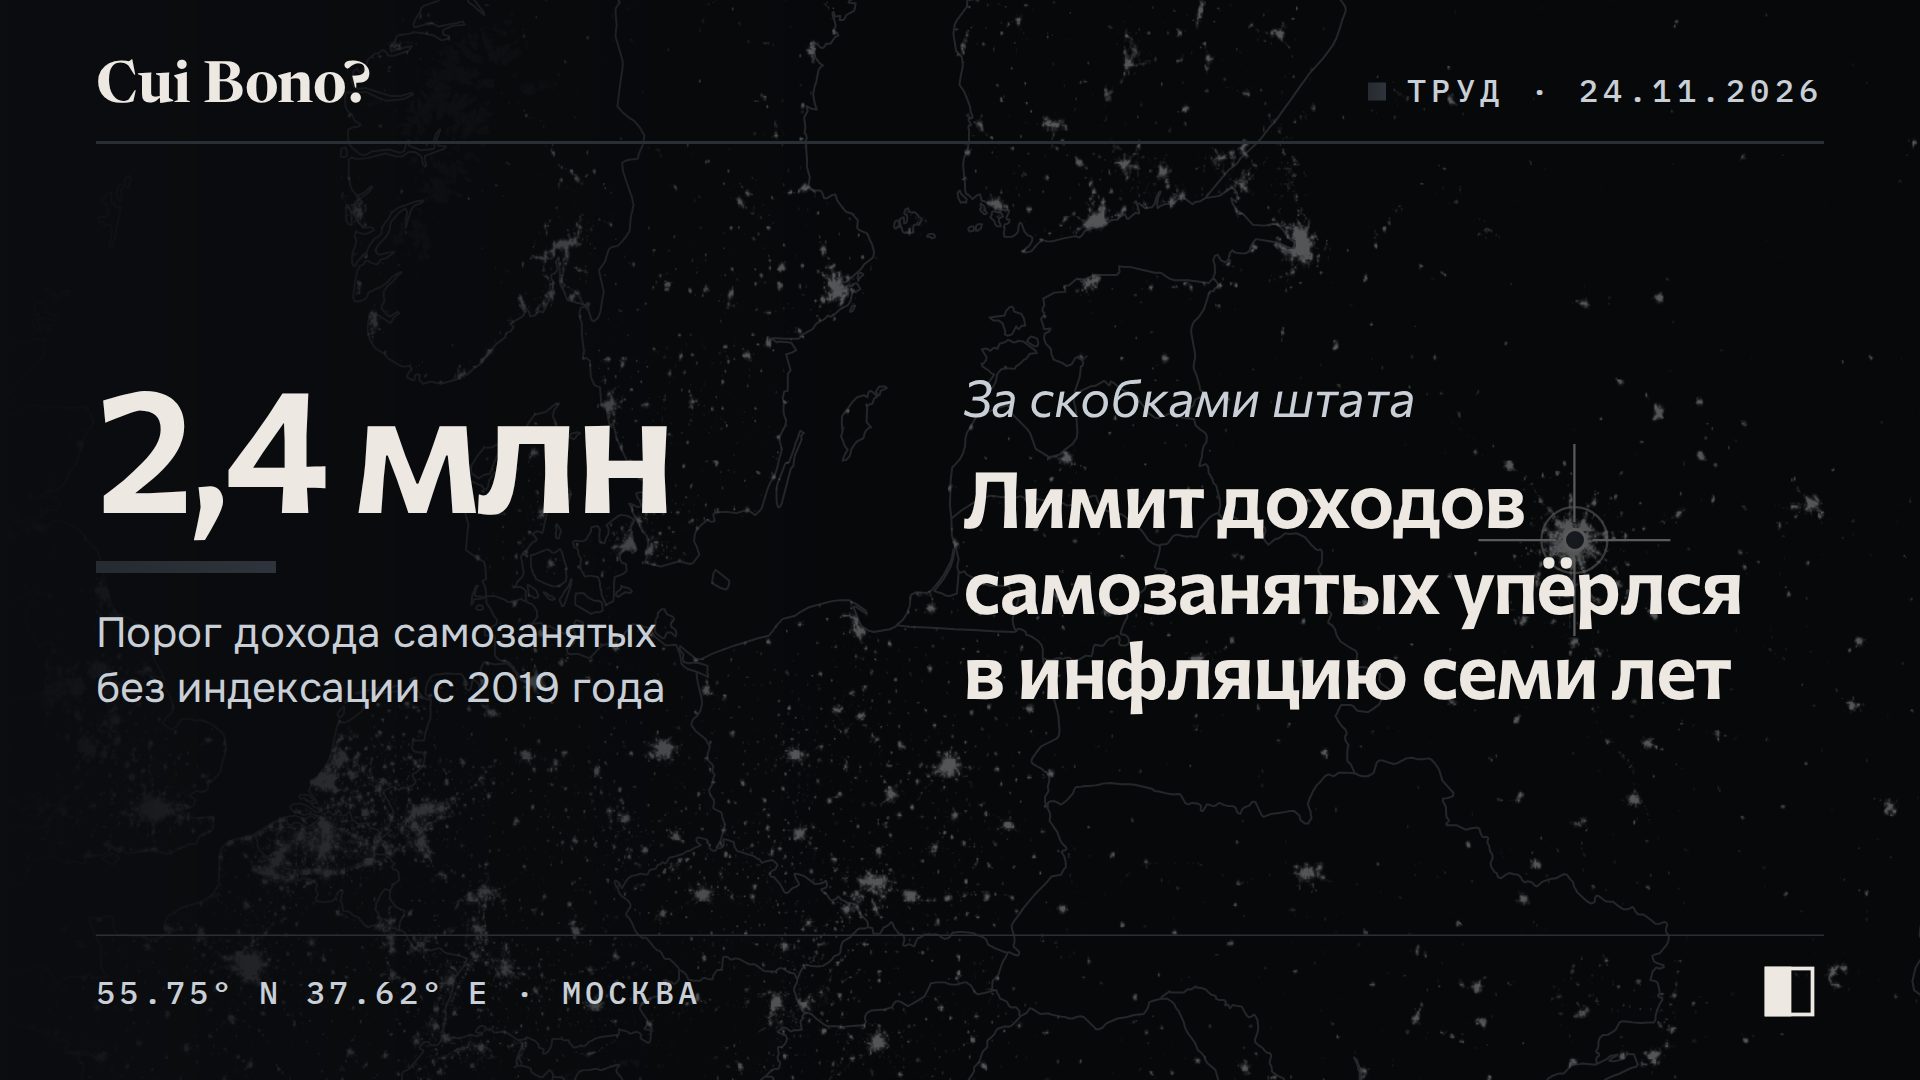 Cui Bono?
ТРУД · 24.11.2026
2,4 млн
Порог дохода самозанятых
без индексации с 2019 года
За скобками штата
Лимит доходов
самозанятых упёрлся
в инфляцию семи лет
55.75° N 37.62° E · МОСКВА